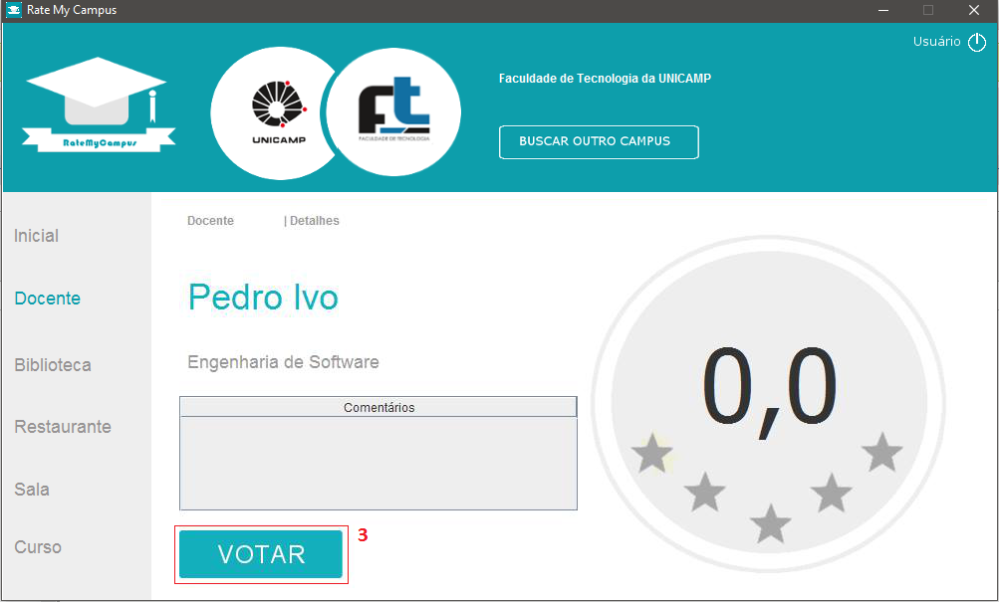 Rate My Campus
Usuário
RateMyCampus
UNICAMP
FACULDADE DE TECNOLOGIA
Faculdade de Tecnologia da UNICAMP
BUSCAR OUTRO CAMPUS
Inicial
Docente
Biblioteca
Restaurante
Sala
Curso
Docente | Detalhes
Pedro Ivo
Engenharia de Software
Comentários
VOTAR 3
0,0